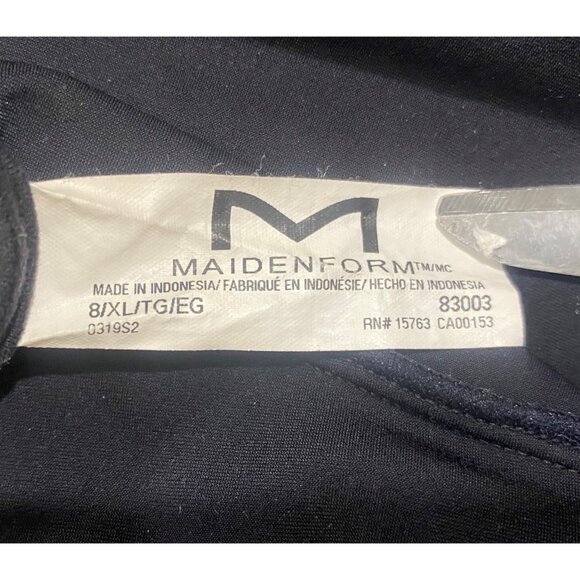 M
MAIDENFORM™/MC
MADE IN INDONESIA/FABRIQUÉ EN INDONÉSIE/HECHO EN INDONESIA
8/XL/TG/EG 83003
0319S2 RN# 15763 CA00153